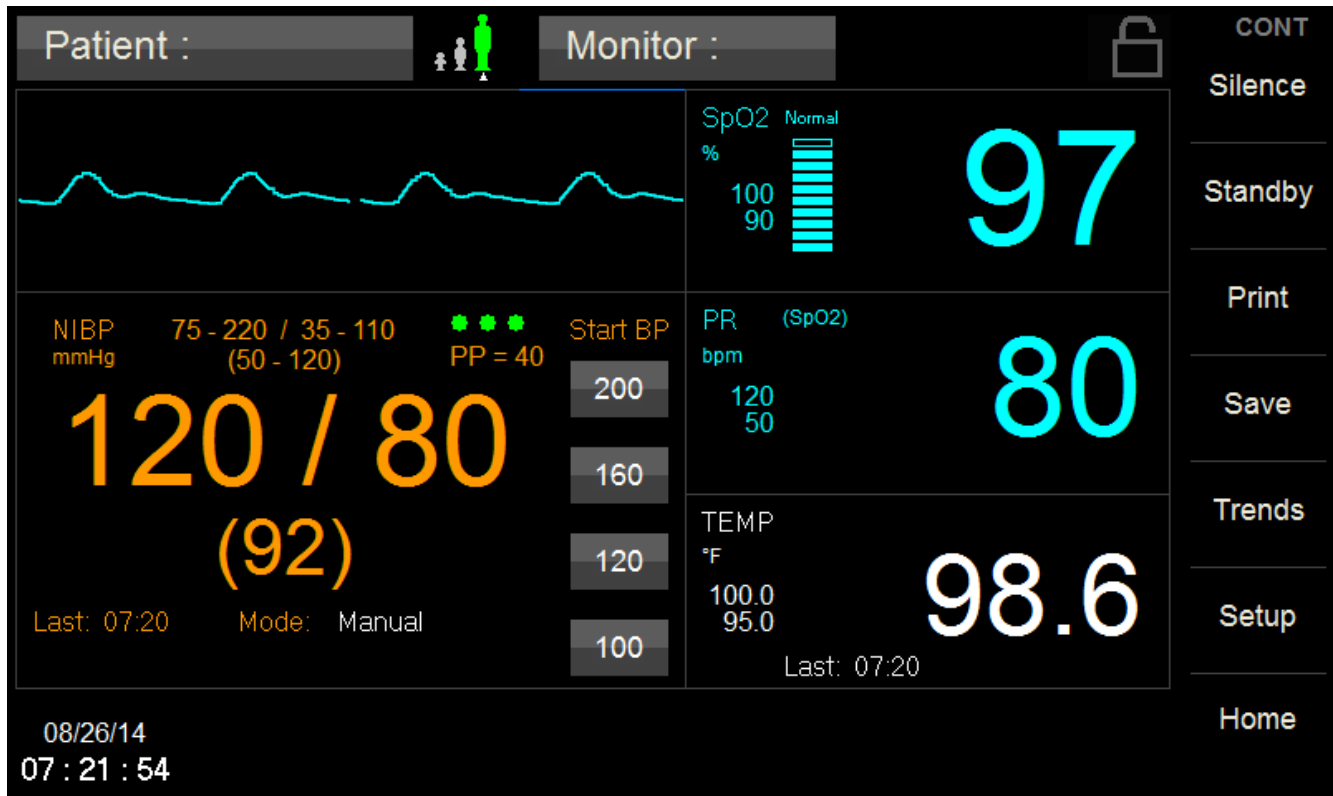 Patient :
Monitor :
CONT
Silence
Standby
Print
Save
Trends
Setup
Home
SpO2 Normal
%
100
90
97
NIBP 75 - 220 / 35 - 110
mmHg (50 - 120) PP = 40
120 / 80
(92)
Last: 07:20 Mode: Manual
Start BP
200
160
120
100
PR (SpO2)
bpm
120
50
80
TEMP
°F
100.0
95.0
98.6
Last: 07:20
08/26/14
07 : 21 : 54